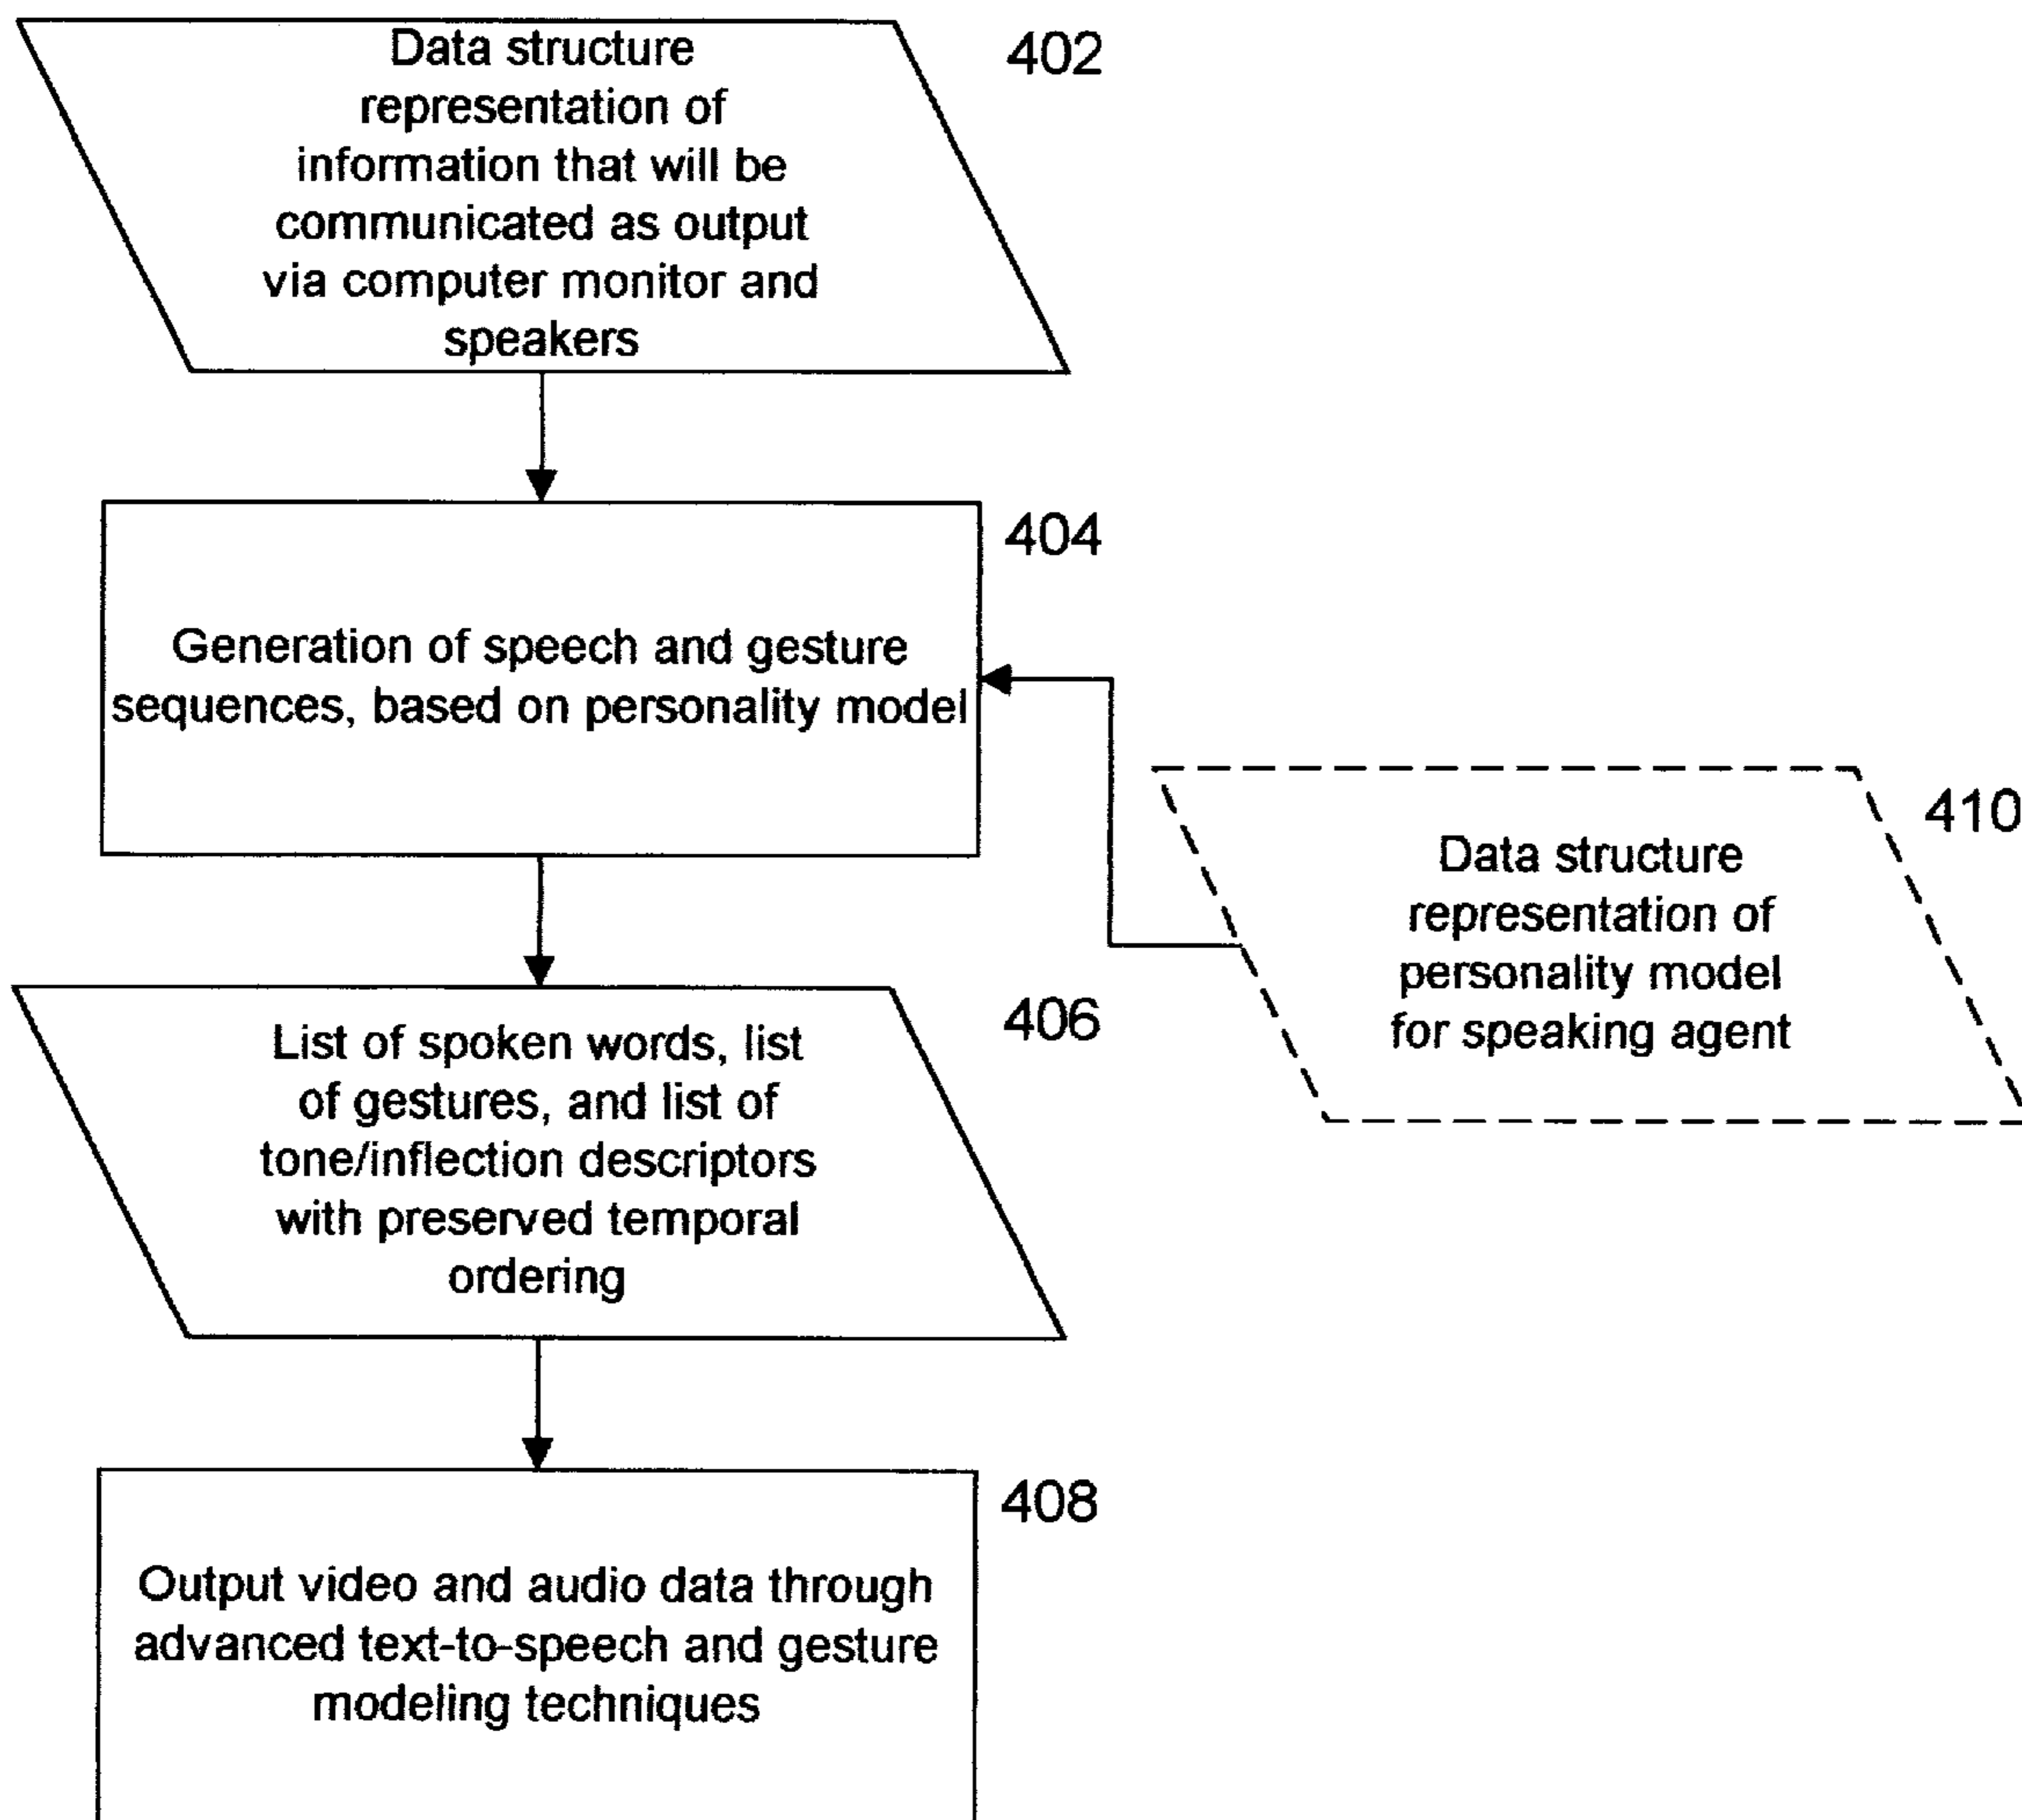 Data structure
representation of
information that will be
communicated as output
via computer monitor and
speakers
402
404
Generation of speech and gesture
sequences, based on personality model
410
Data structure
representation of
personality model
for speaking agent
406
List of spoken words, list
of gestures, and list of
tone/inflection descriptors
with preserved temporal
ordering
408
Output video and audio data through
advanced text-to-speech and gesture
modeling techniques